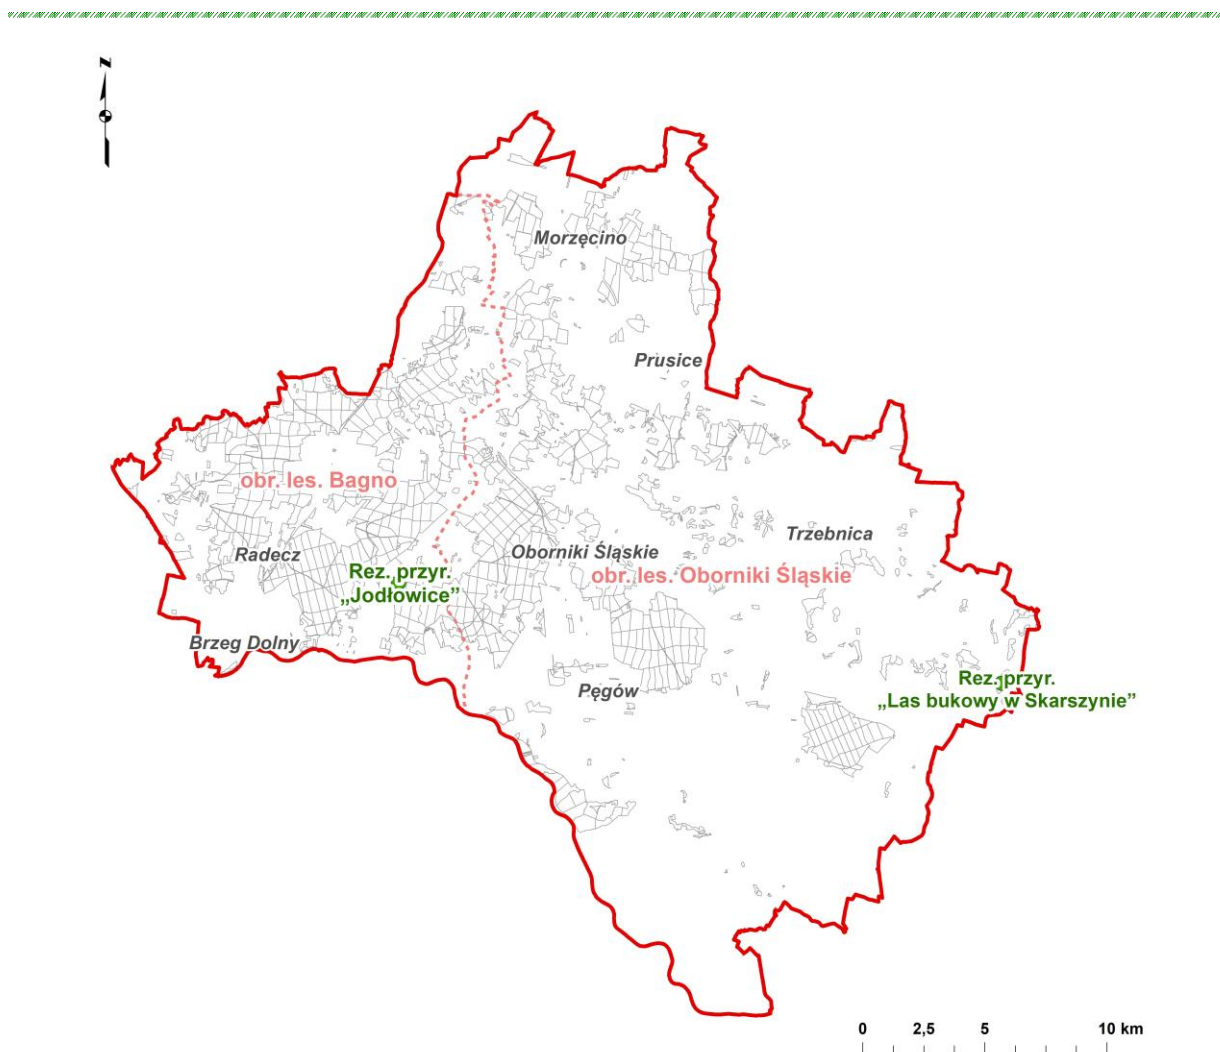 N
Morzęcino
Prusice
obr. les. Bagno
Trzebnica
Radecz
Oborniki Śląskie
obr. les. Oborniki Śląskie
Rez. przyr.
„Jodłowice”
Brzeg Dolny
Rez. przyr.
„Las bukowy w Skarszynie”
Pęgów
0 2,5 5 10 km